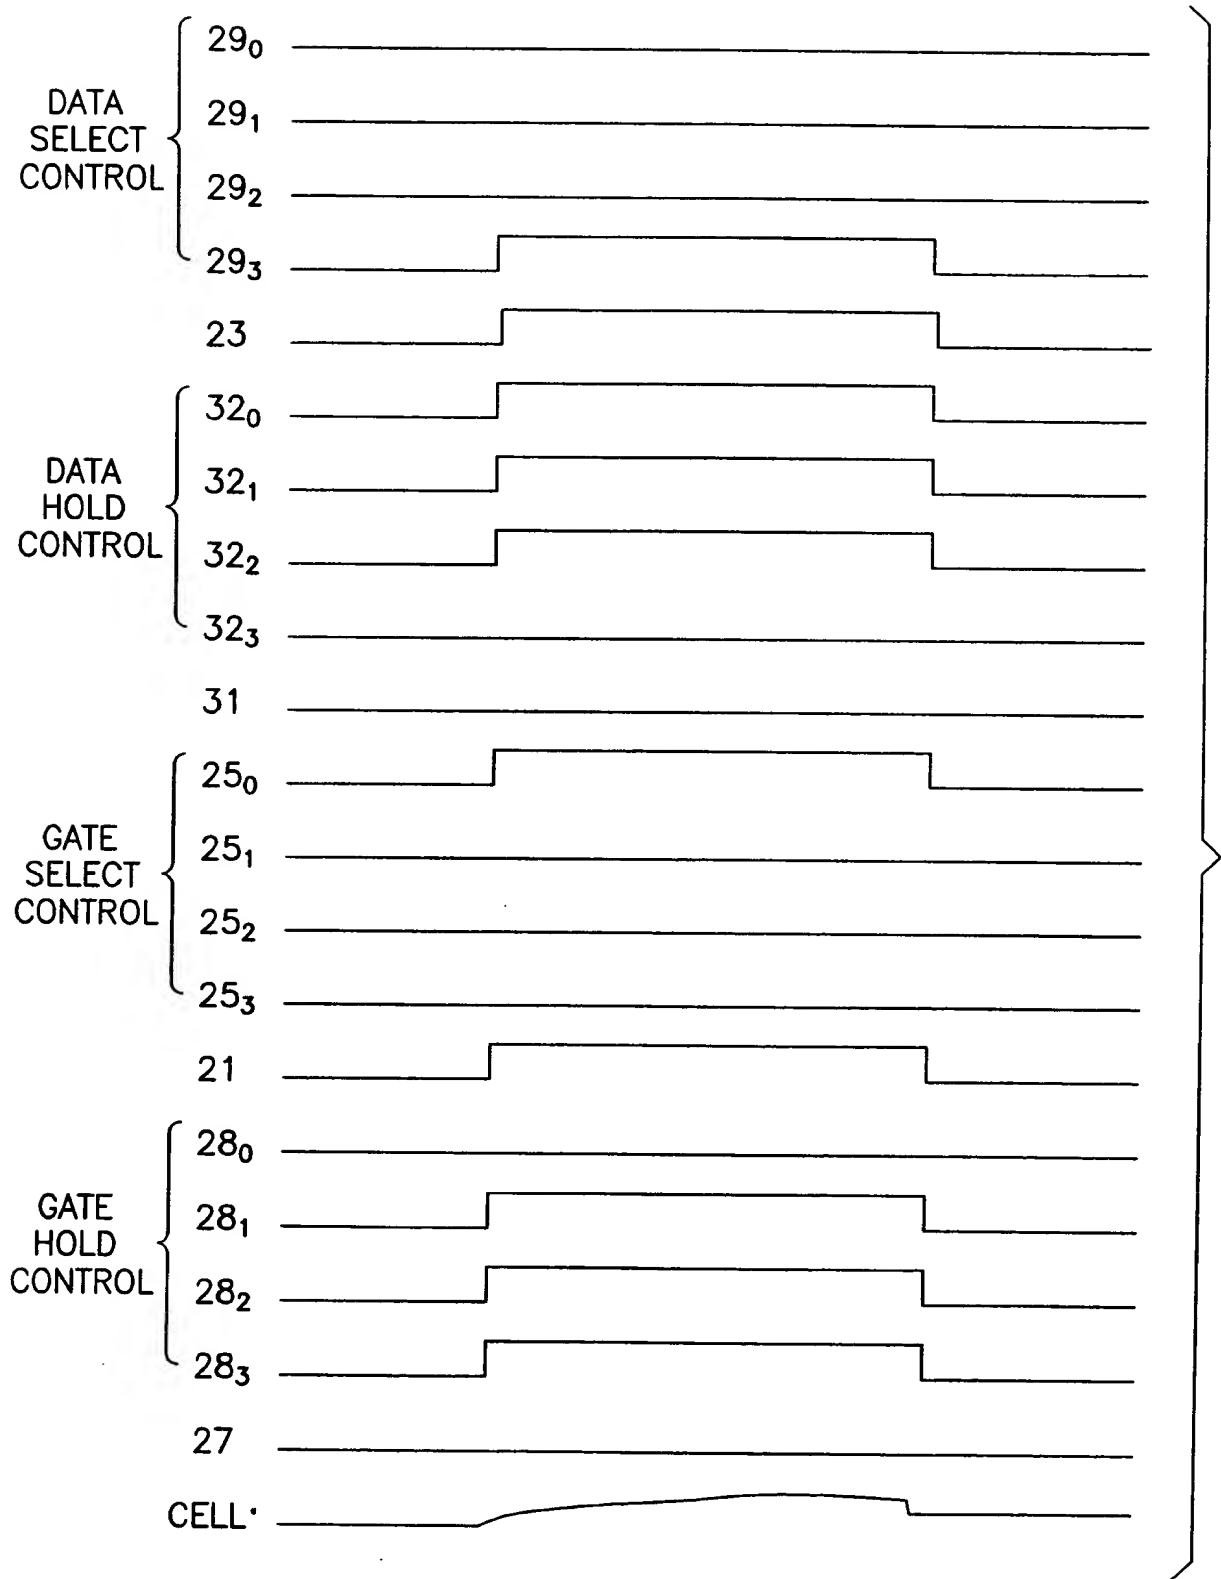 29₀
DATA
SELECT
CONTROL
29₁
29₂
29₃
23
32₀
DATA
HOLD
CONTROL
32₁
32₂
32₃
31
25₀
GATE
SELECT
CONTROL
25₁
25₂
25₃
21
28₀
GATE
HOLD
CONTROL
28₁
28₂
28₃
27
CELL